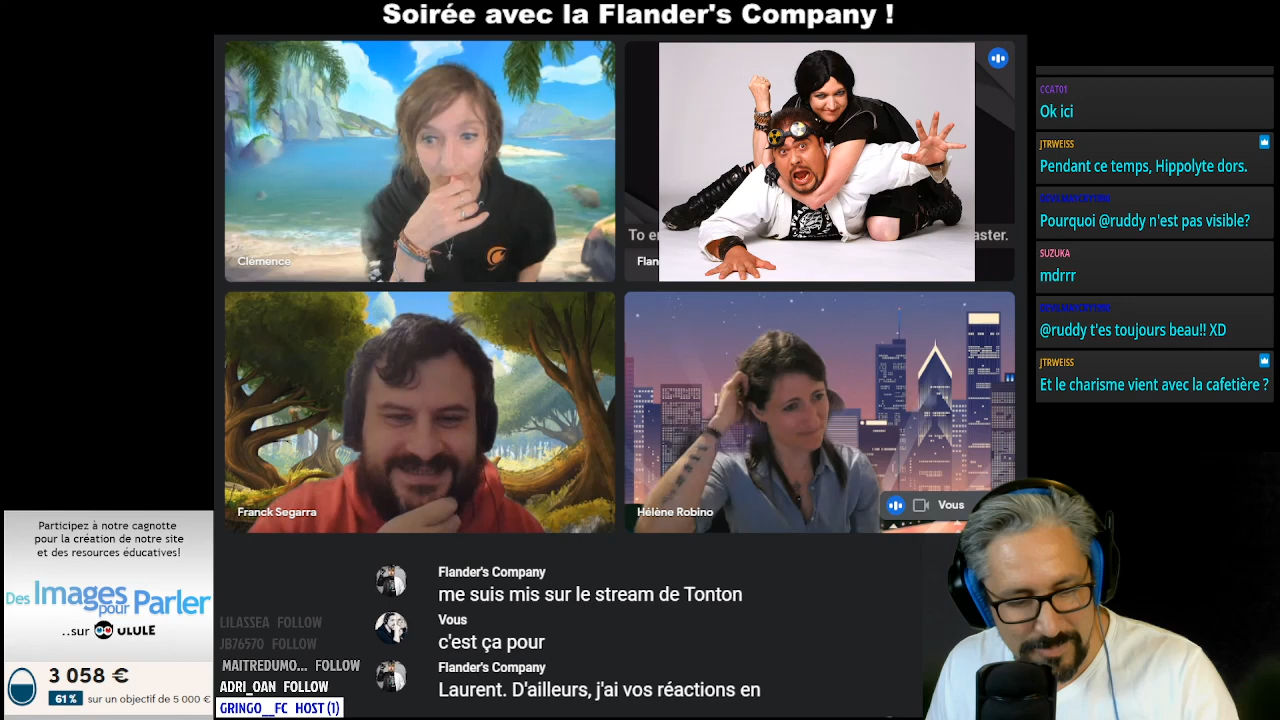 Soirée avec la Flander's Company !
Clémence
To en
aster.
Flan
Franck Segarra
Hélène Robino
Vous
CCAT01
Ok ici
JTRWEISS
Pendant ce temps, Hippolyte dors.
Pourquoi @ruddy n'est pas visible?
SUZUKA
mdrrr
@ruddy t'es toujours beau!! XD
JTRWEISS
Et le charisme vient avec la cafetière ?
Participez à notre cagnotte
pour la création de notre site
et des resources éducatives!
Des Images pour Parler
..sur ULULE
3 058 €
61 % sur un objectif de 5 000 €
LILASSEA FOLLOW
JB76570 FOLLOW
MAITREDUMO... FOLLOW
ADRI_OAN FOLLOW
GRINGO__FC HOST (1)
Flander's Company
me suis mis sur le stream de Tonton
Vous
c'est ça pour
Flander's Company
Laurent. D'ailleurs, j'ai vos réactions en